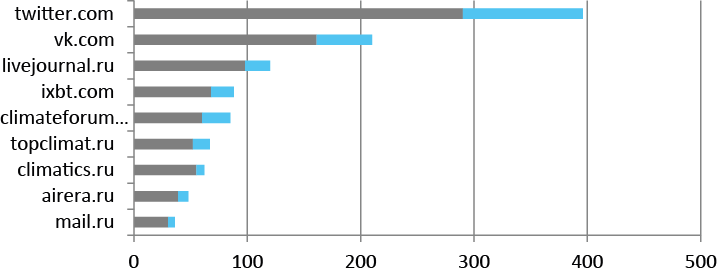 twitter.com
vk.com
livejournal.ru
ixbt.com
climateforum...
topclimat.ru
climatics.ru
airera.ru
mail.ru
0 100 200 300 400 500